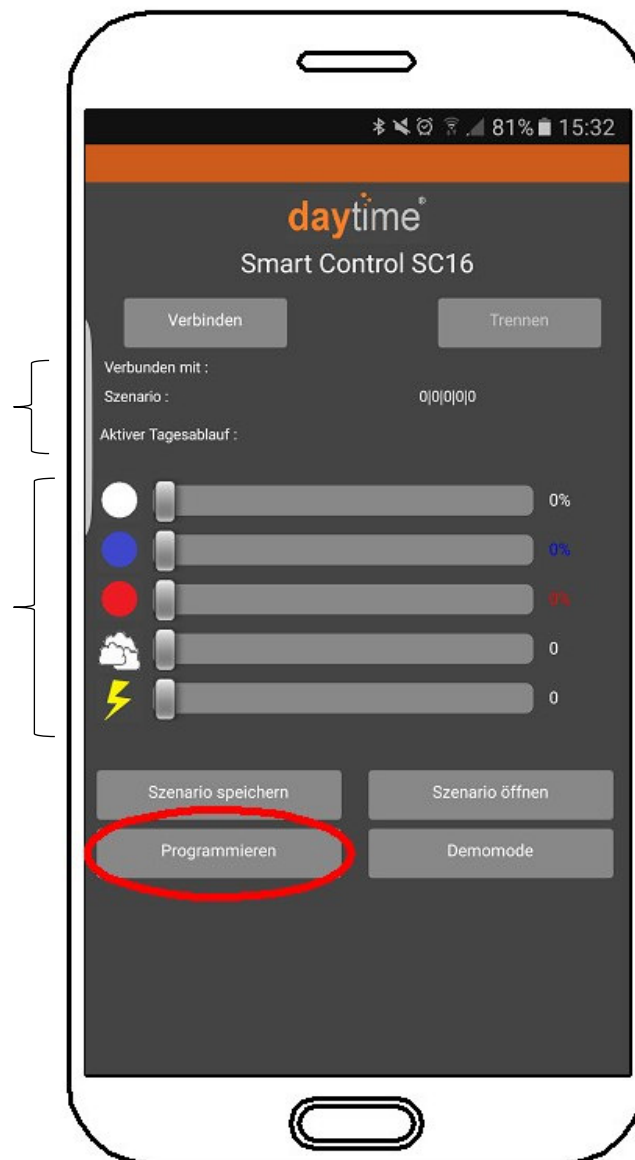 81% 15:32
daytime®
Smart Control SC16
Verbinden Trennen
Verbunden mit :
Szenario : 0|0|0|0|0
Aktiver Tagesablauf :
0%
0%
0%
0
0
Szenario speichern Szenario öffnen
Programmieren Demomode